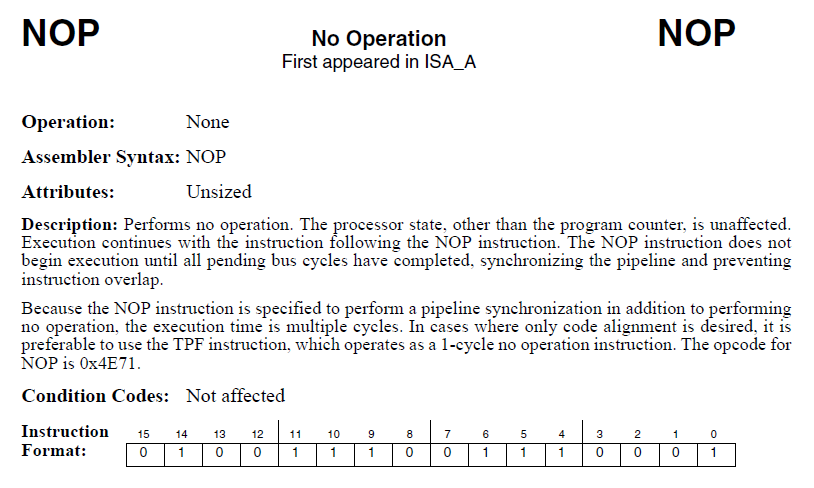 NOP No Operation NOP
First appeared in ISA_A
Operation: None
Assembler Syntax: NOP
Attributes: Unsized
Description: Performs no operation. The processor state, other than the program counter, is unaffected.
Execution continues with the instruction following the NOP instruction. The NOP instruction does not
begin execution until all pending bus cycles have completed, synchronizing the pipeline and preventing
instruction overlap.
Because the NOP instruction is specified to perform a pipeline synchronization in addition to performing
no operation, the execution time is multiple cycles. In cases where only code alignment is desired, it is
preferable to use the TPF instruction, which operates as a 1-cycle no operation instruction. The opcode for
NOP is 0x4E71.
Condition Codes: Not affected
Instruction 15 14 13 12 11 10 9 8 7 6 5 4 3 2 1 0
Format: 0 1 0 0 1 1 1 0 0 1 1 1 0 0 0 1